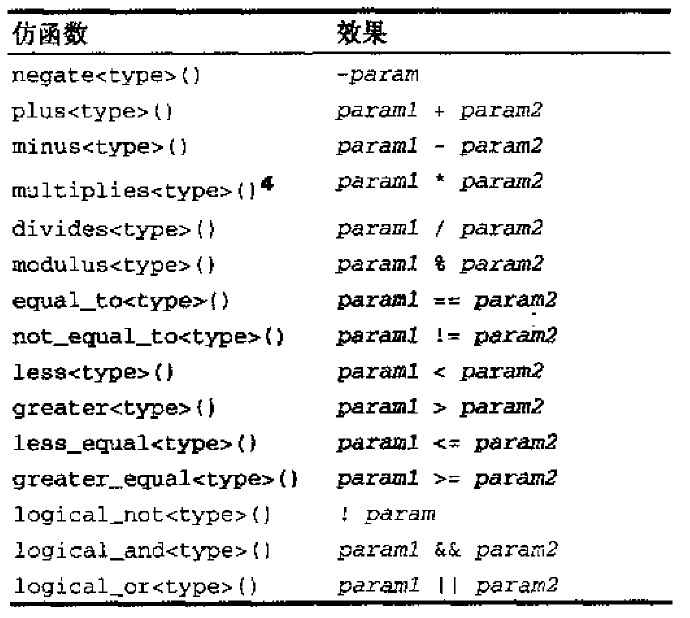 仿函数 效果
negate<type>() -param
plus<type>() param1 + param2
minus<type>() param1 - param2
multiplies<type>()4 param1 * param2
divides<type>() param1 / param2
modulus<type>() param1 % param2
equal_to<type>() param1 == param2
not_equal_to<type>() param1 != param2
less<type>() param1 < param2
greater<type>() param1 > param2
less_equal<type>() param1 <= param2
greater_equal<type>() param1 >= param2
logical_not<type>() ! param
logical_and<type>() param1 && param2
logical_or<type>() param1 || param2